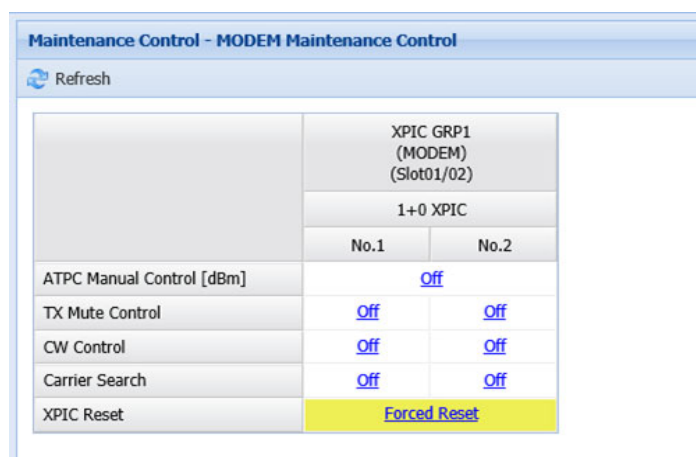 Maintenance Control - MODEM Maintenance Control
Refresh
XPIC GRP1
(MODEM)
(Slot01/02)
1+0 XPIC
No.1 No.2
ATPC Manual Control [dBm] Off
TX Mute Control Off Off
CW Control Off Off
Carrier Search Off Off
XPIC Reset Forced Reset